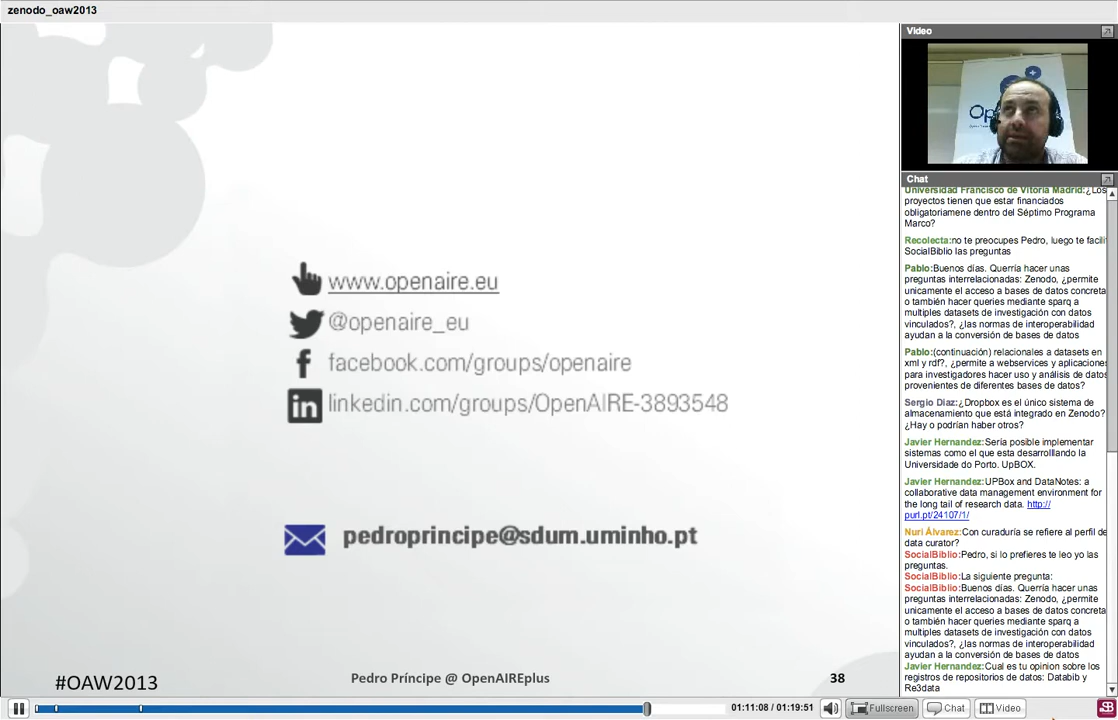 zenodo_oaw2013
www.openaire.eu
@openaire_eu
facebook.com/groups/openaire
linkedin.com/groups/OpenAIRE-3893548
pedroprincipe@sdum.uminho.pt
#OAW2013
Pedro Príncipe @ OpenAIREplus
38
Video
Op
Chat
Universidad Francisco de Vitoria Madrid:¿Los
proyectos tienen que estar financiados
obligatoriamene dentro del Séptimo Programa
Marco?
Recolecta:no te preocupes Pedro, luego te facili
SocialBiblio las preguntas
Pablo:Buenos días. Querría hacer unas
preguntas interrelacionadas: Zenodo, ¿permite
unicamente el acceso a bases de datos concreta
o también hacer queries mediante sparq a
multiples datasets de investigación con datos
vinculados?, ¿las normas de interoperabilidad
ayudan a la conversión de bases de datos
Pablo:(continuación) relacionales a datasets en
xml y rdf?, ¿permite a webservices y aplicacione
para investigadores hacer uso y análisis de datos
provenientes de diferentes bases de datos?
Sergio Diaz:¿Dropbox es el único sistema de
almacenamiento que está integrado en Zenodo?
¿Hay o podrían haber otros?
Javier Hernandez:Sería posible implementar
sistemas como el que esta desarrolllando la
Universidade do Porto. UpBOX.
Javier Hernandez:UPBox and DataNotes: a
collaborative data management environment for
the long tail of research data. http://
purl.pt/24107/1/
Nuri Álvarez:Con curaduría se refiere al perfil de
data curator?
SocialBiblio:Pedro, si lo prefieres te leo yo las
preguntas.
SocialBiblio:La siguiente pregunta:
SocialBiblio:Buenos días. Querría hacer unas
preguntas interrelacionadas: Zenodo, ¿permite
unicamente el acceso a bases de datos concreta
o también hacer queries mediante sparq a
multiples datasets de investigación con datos
vinculados?, ¿las normas de interoperabilidad
ayudan a la conversión de bases de datos
Javier Hernandez:Cual es tu opinion sobre los
registros de repositorios de datos: Databib y
Re3data
01:11:08 / 01:19:51
Fullscreen
Chat
Video